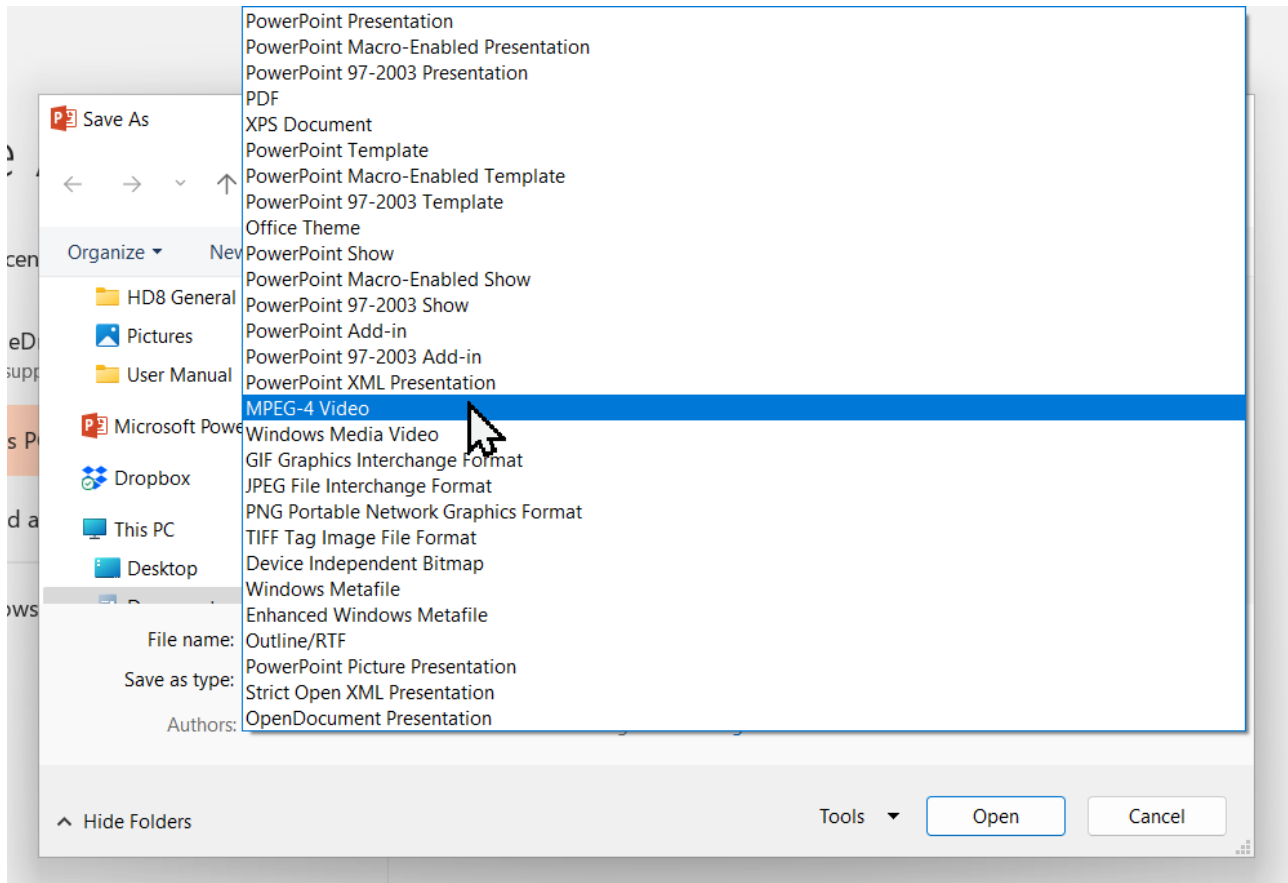 PowerPoint Presentation
PowerPoint Macro-Enabled Presentation
PowerPoint 97-2003 Presentation
PDF
XPS Document
PowerPoint Template
PowerPoint Macro-Enabled Template
PowerPoint 97-2003 Template
Office Theme
PowerPoint Show
PowerPoint Macro-Enabled Show
PowerPoint 97-2003 Show
PowerPoint Add-in
PowerPoint 97-2003 Add-in
PowerPoint XML Presentation
MPEG-4 Video
Windows Media Video
GIF Graphics Interchange Format
JPEG File Interchange Format
PNG Portable Network Graphics Format
TIFF Tag Image File Format
Device Independent Bitmap
Windows Metafile
Enhanced Windows Metafile
Outline/RTF
PowerPoint Picture Presentation
Strict Open XML Presentation
OpenDocument Presentation
Save As
Organize
New
HD8 General
Pictures
User Manual
Microsoft Powe
Dropbox
This PC
Desktop
File name:
Save as type:
Authors:
Hide Folders
Tools
Open
Cancel